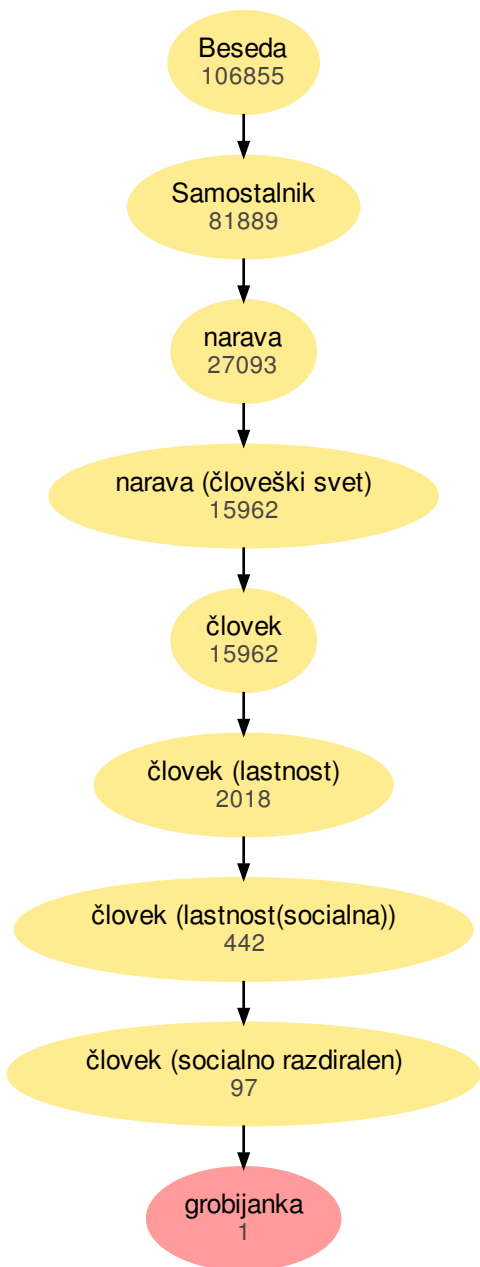 Beseda
106855
Samostalnik
81889
narava
27093
narava (človeški svet)
15962
človek
15962
človek (lastnost)
2018
človek (lastnost(socialna))
442
človek (socialno razdiralen)
97
grobijanka
1